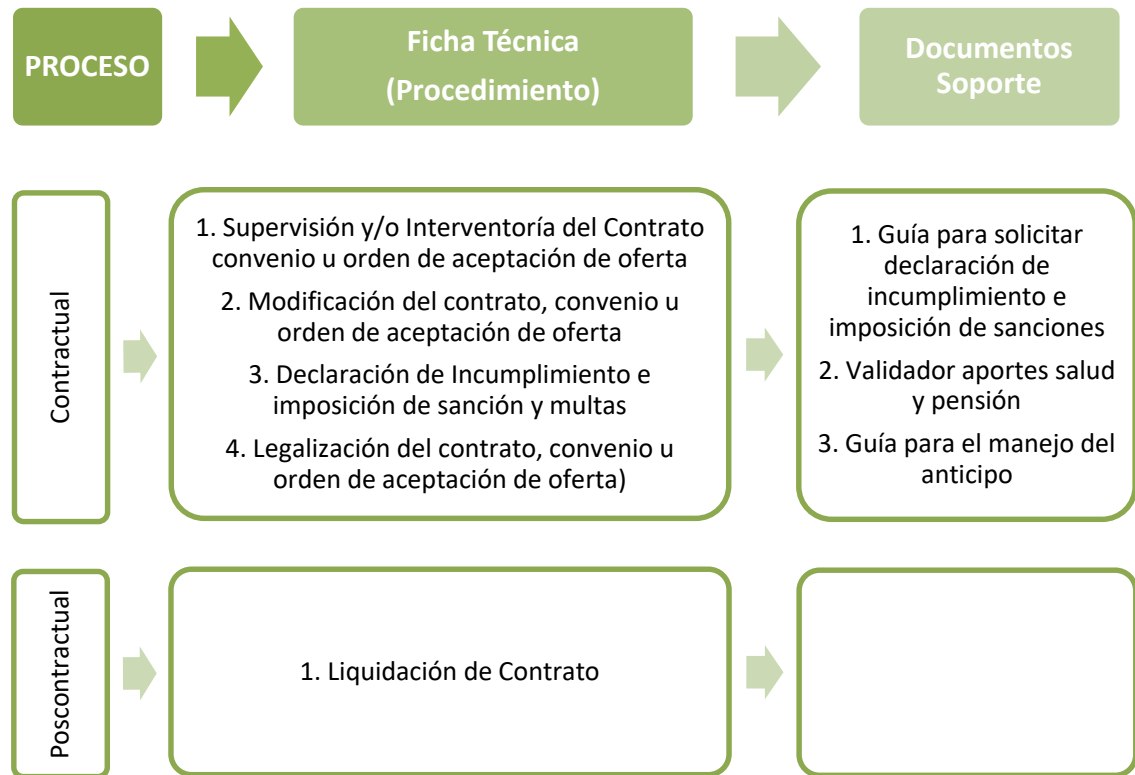 PROCESO
Ficha Técnica
(Procedimiento)
Documentos
Soporte
Contractual
1. Supervisión y/o Interventoría del Contrato
convenio u orden de aceptación de oferta
2. Modificación del contrato, convenio u
orden de aceptación de oferta
3. Declaración de Incumplimiento e
imposición de sanción y multas
4. Legalización del contrato, convenio u
orden de aceptación de oferta)
1. Guía para solicitar
declaración de
incumplimiento e
imposición de sanciones
2. Validador aportes salud
y pensión
3. Guía para el manejo del
anticipo
Poscontractual
1. Liquidación de Contrato